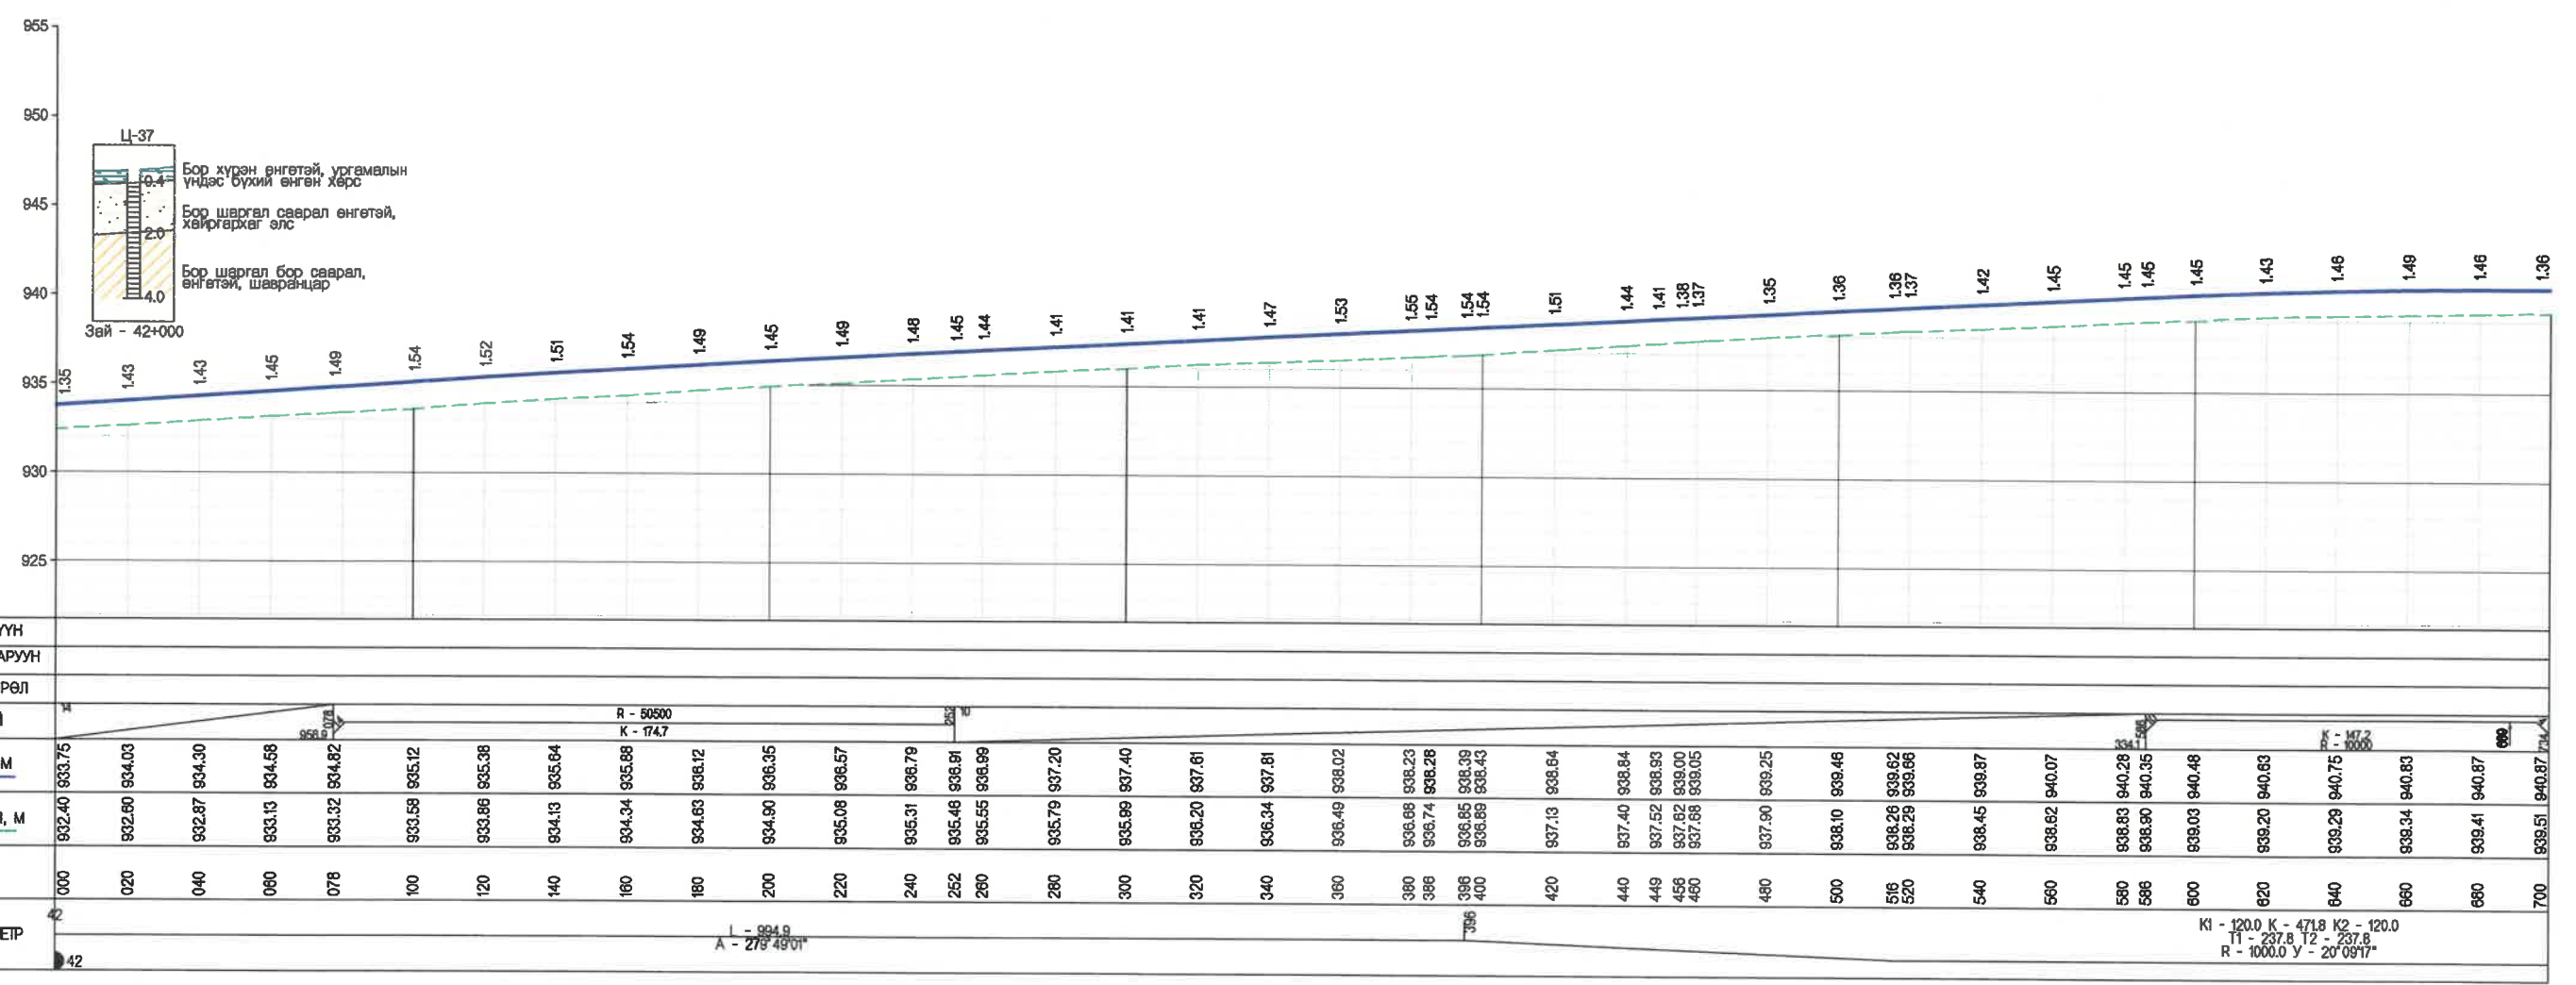 955
950
945
940
935
930
925
Ц-37
0.4
2.0
4.0
Бор хүрэн өнгөтэй, ургамалын
үндэс бүхий өнгөн хөрс
Бор шаргал саарал өнгөтэй,
хайргархаг элс
Бор шаргал бор саарал,
өнгөтэй, шавранцар
Зай - 42+000
1.35 1.43 1.43 1.45 1.49 1.54 1.52 1.51 1.54 1.49 1.45 1.49 1.48 1.45 1.44 1.41 1.41 1.41 1.47 1.53 1.55 1.54 1.54 1.54 1.51 1.44 1.41 1.38 1.37 1.35 1.36 1.36 1.37 1.42 1.45 1.45 1.45 1.45 1.43 1.46 1.49 1.46 1.36
ҮҮН
АРУУН
РӨЛ
14 078 958.9 R - 50500 252 10 586 334.1 K - 147.2 734
K - 174.7 R - 10000
М 933.75 934.03 934.30 934.58 934.82 935.12 935.38 935.64 935.88 936.12 936.35 936.57 936.79 936.91 936.99 937.20 937.40 937.61 937.81 938.02 938.23 938.28 938.39 938.43 938.64 938.84 938.93 939.00 939.05 939.25 939.46 939.62 939.66 939.87 940.07 940.28 940.35 940.48 940.63 940.75 940.83 940.87 940.87
, М 932.40 932.60 932.87 933.13 933.32 933.58 933.86 934.13 934.34 934.63 934.90 935.08 935.31 935.46 935.55 935.79 935.99 936.20 936.34 936.49 936.68 936.74 936.85 936.89 937.13 937.40 937.52 937.62 937.68 937.90 938.10 938.26 938.29 938.45 938.62 938.83 938.90 939.03 939.20 939.29 939.34 939.41 939.51
000 020 040 060 078 100 120 140 160 180 200 220 240 252 260 280 300 320 340 360 380 386 396 400 420 440 449 456 460 480 500 516 520 540 560 580 586 600 620 640 660 680 700
42
ЕТР
L - 994.9
A - 279°49'01"
396
K1 - 120.0 K - 471.8 K2 - 120.0
T1 - 237.8 T2 - 237.8
R - 1000.0 У - 20°09'17"
42